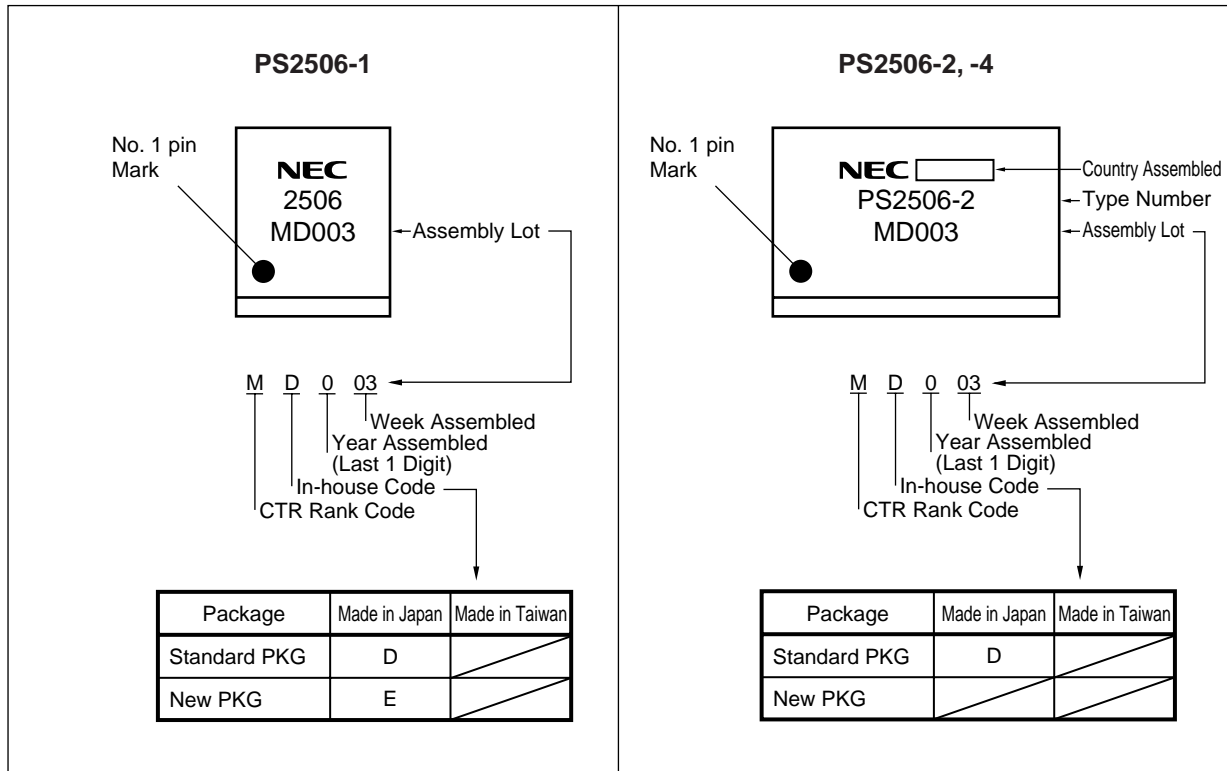 PS2506-1
No. 1 pin
Mark
NEC
2506
MD003
Assembly Lot
M D 0 03
Week Assembled
Year Assembled
(Last 1 Digit)
In-house Code
CTR Rank Code
Package Made in Japan Made in Taiwan
Standard PKG D
New PKG E
PS2506-2, -4
No. 1 pin
Mark
NEC
Country Assembled
PS2506-2
Type Number
MD003
Assembly Lot
M D 0 03
Week Assembled
Year Assembled
(Last 1 Digit)
In-house Code
CTR Rank Code
Package Made in Japan Made in Taiwan
Standard PKG D
New PKG